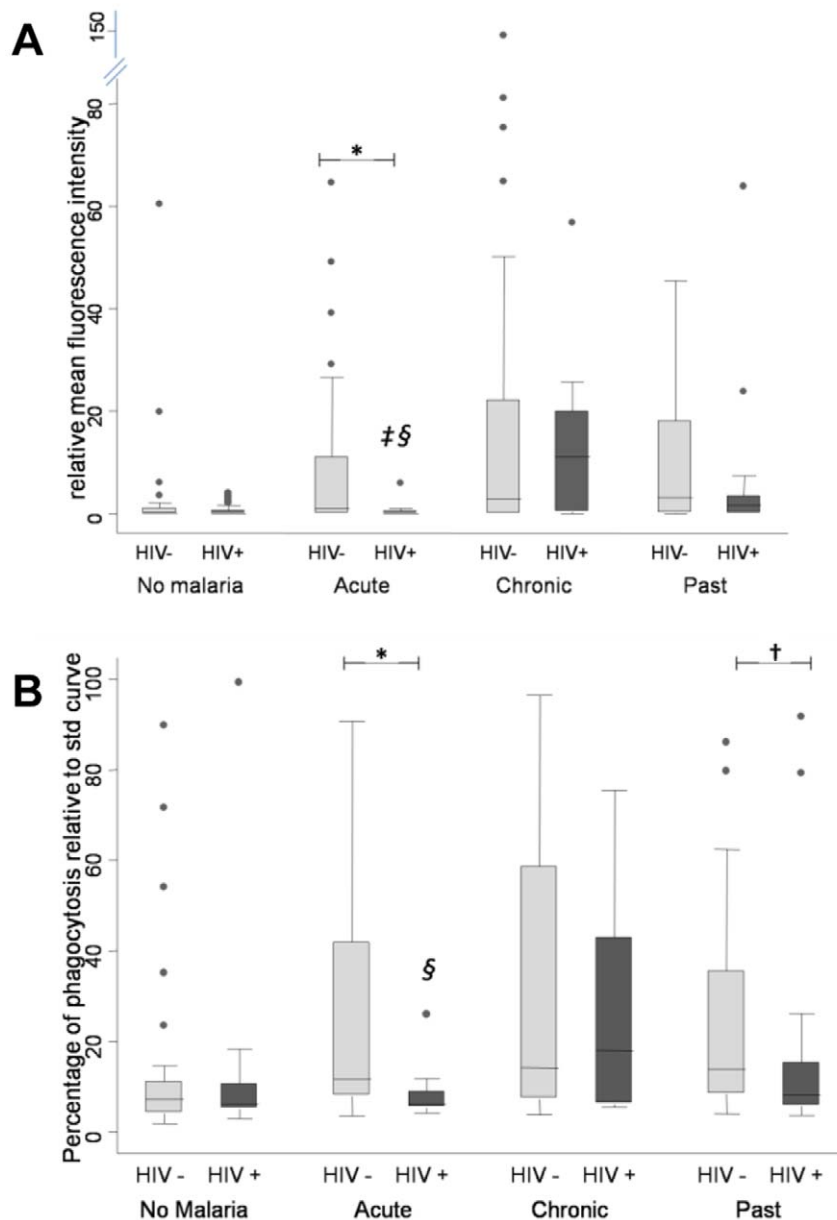 A
150
80
60
40
20
0
relative mean fluorescence intensity
*
‡§
HIV- HIV+ HIV- HIV+ HIV- HIV+ HIV- HIV+
No malaria Acute Chronic Past
B
100
80
60
40
20
0
Percentage of phagocytosis relative to std curve
*
†
§
HIV - HIV + HIV - HIV + HIV - HIV + HIV - HIV +
No Malaria Acute Chronic Past